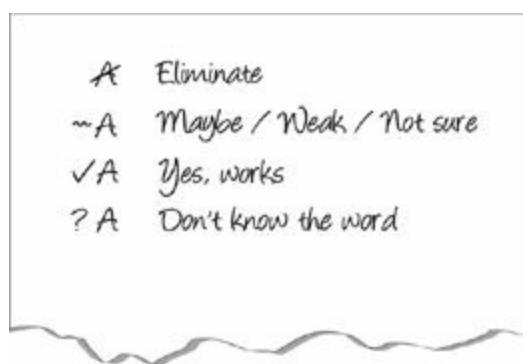 A Eliminate
~A Maybe / Weak / Not sure
✓A Yes, works
? A Don't know the word